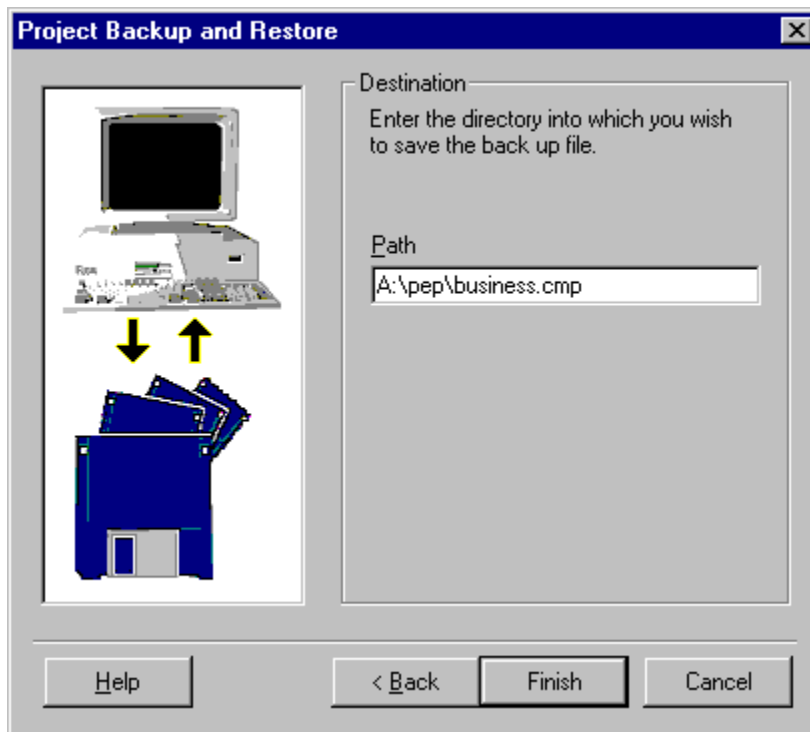 Project Backup and Restore
Destination
Enter the directory into which you wish
to save the back up file.
Path
A:\pep\business.cmp
Help
< Back
Finish
Cancel